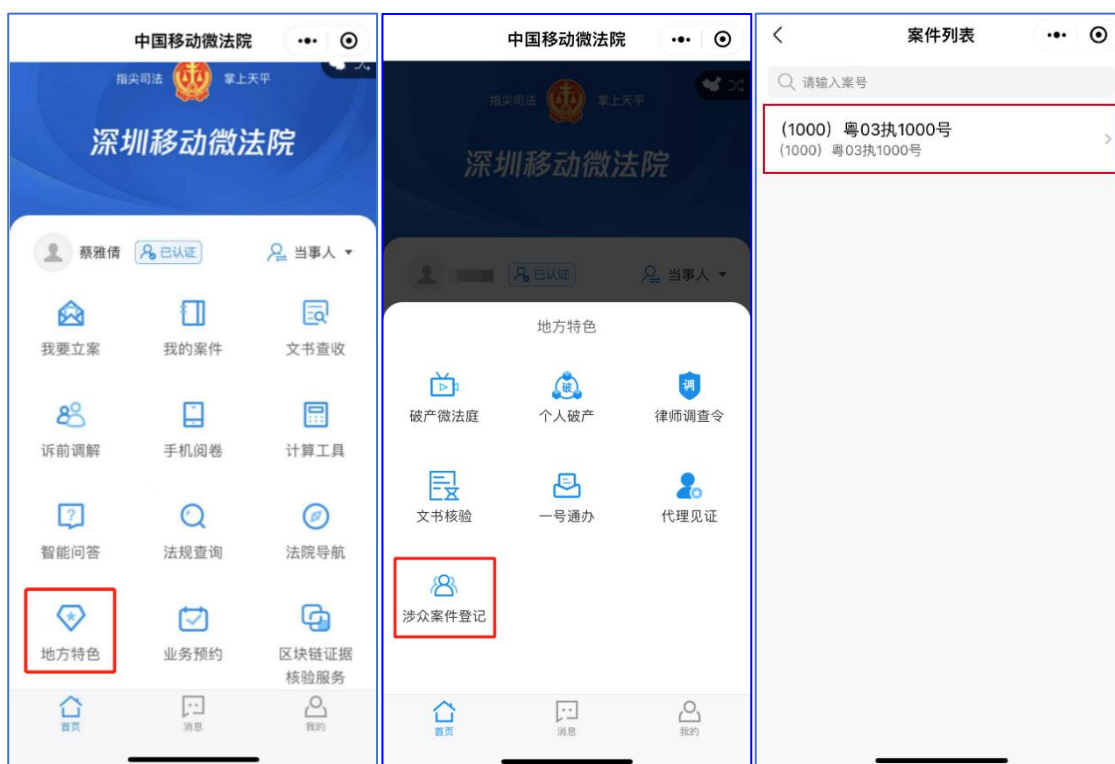 中国移动微法院
指尖司法 掌上天平
深圳移动微法院
蔡雅倩 已认证 当事人
我要立案 我的案件 文书查收
诉前调解 手机阅卷 计算工具
智能问答 法规查询 法院导航
地方特色 业务预约 区块链证据
核验服务
首页 消息 我的
中国移动微法院
指尖司法 掌上天平
深圳移动微法院
已认证 当事人
地方特色
破
调
破产微法庭 个人破产 律师调查令
文书核验 一号通办 代理见证
涉众案件登记
首页 消息 我的
案件列表
请输入案号
(1000) 粤03执1000号
(1000) 粤03执1000号